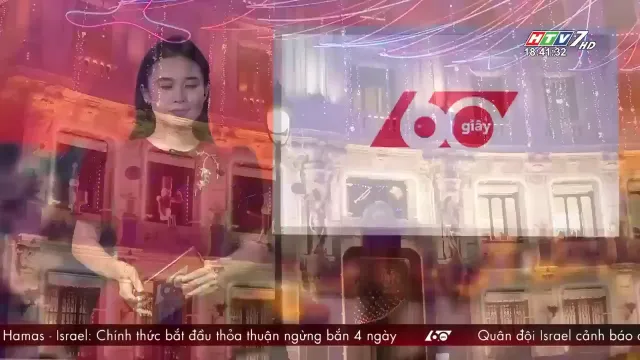 HTV7 HD
18:41:32
60 giây
Hamas - Israel: Chính thức bắt đầu thỏa thuận ngừng bắn 4 ngày 60 Quân đội Israel cảnh báo